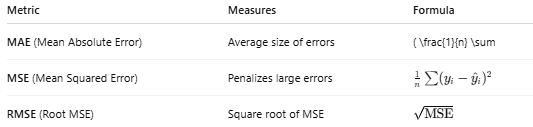 Metric Measures Formula
MAE (Mean Absolute Error) Average size of errors ( \frac{1}{n} \sum
MSE (Mean Squared Error) Penalizes large errors $\frac{1}{n} \sum (y_i - \hat{y}_i)^2$
RMSE (Root MSE) Square root of MSE $\sqrt{\text{MSE}}$